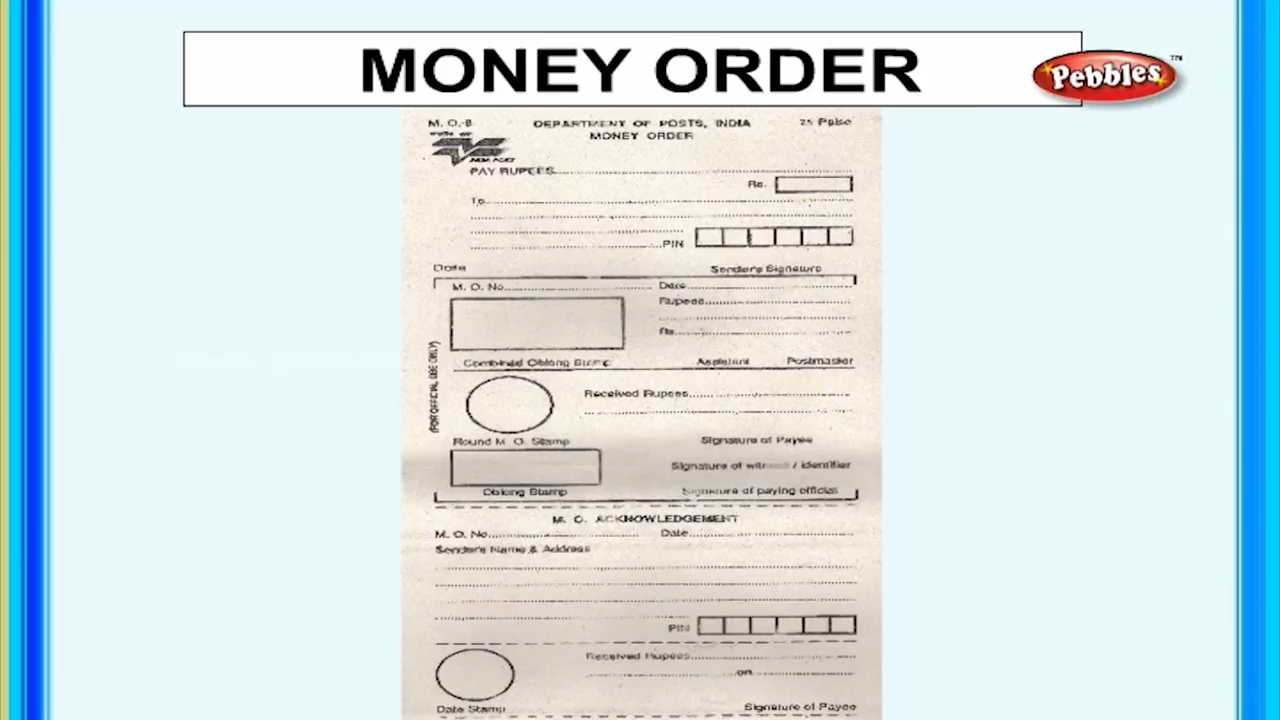 MONEY ORDER
Pebbles™
M. O.-8 DEPARTMENT OF POSTS, INDIA 25 Paise
MONEY ORDER
INDIA POST
PAY RUPEES
Rs.
To
PIN
Date Sender's Signature
M. O. No. Date
Rupees
Rs.
Combined Oblong Stamp Assistant Postmaster
(FOR OFFICIAL USE ONLY)
Received Rupees
Round M. O. Stamp Signature of Payee
Signature of witness / identifier
Oblong Stamp Signature of paying official
M. O. ACKNOWLEDGEMENT
M. O. No. Date
Sender's Name & Address
PIN
Received Rupees
on
Date Stamp Signature of Payee